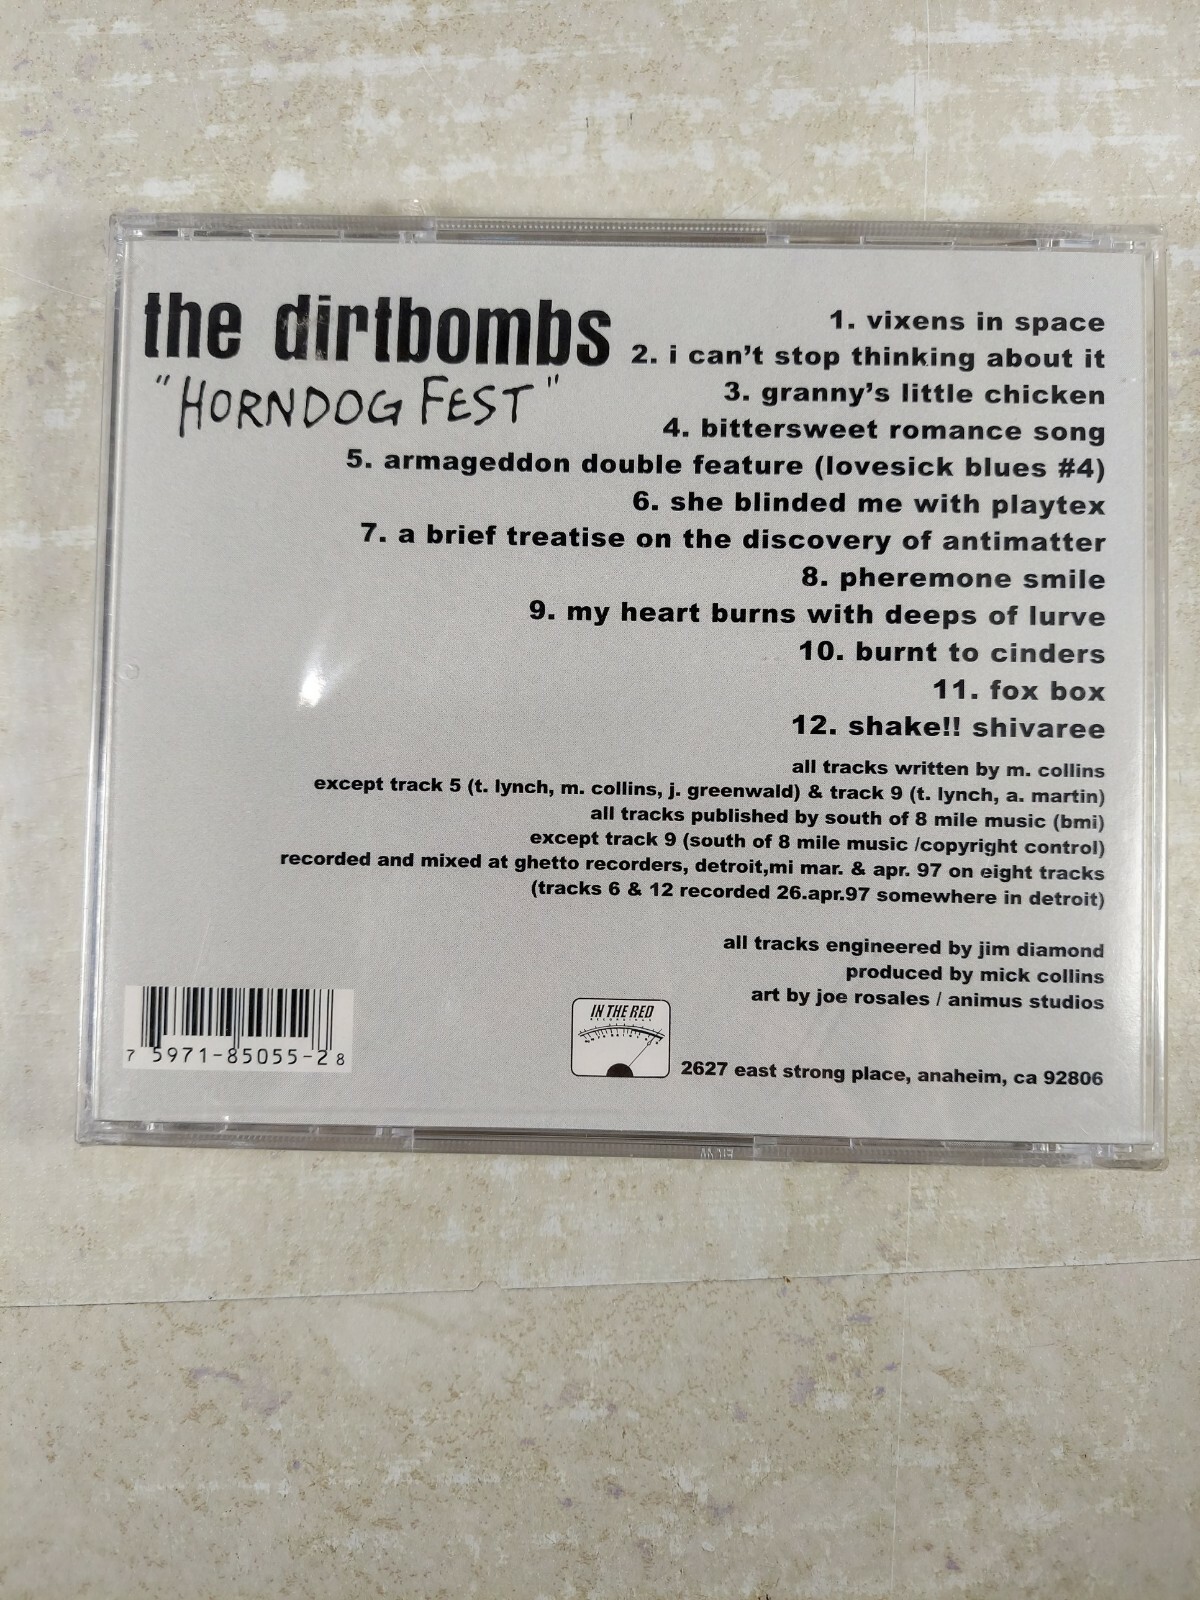 the dirtbombs
"HORNDOG FEST"
1. vixens in space
2. i can't stop thinking about it
3. granny's little chicken
4. bittersweet romance song
5. armageddon double feature (lovesick blues #4)
6. she blinded me with playtex
7. a brief treatise on the discovery of antimatter
8. pheremone smile
9. my heart burns with deeps of lurve
10. burnt to cinders
11. fox box
12. shake!! shivaree
all tracks written by m. collins
except track 5 (t. lynch, m. collins, j. greenwald) & track 9 (t. lynch, a. martin)
all tracks published by south of 8 mile music (bmi)
except track 9 (south of 8 mile music /copyright control)
recorded and mixed at ghetto recorders, detroit,mi mar. & apr. 97 on eight tracks
(tracks 6 & 12 recorded 26.apr.97 somewhere in detroit)
all tracks engineered by jim diamond
produced by mick collins
art by joe rosales / animus studios
7 5971-85055-2 8
IN THE RED
RECORDINGS
2627 east strong place, anaheim, ca 92806